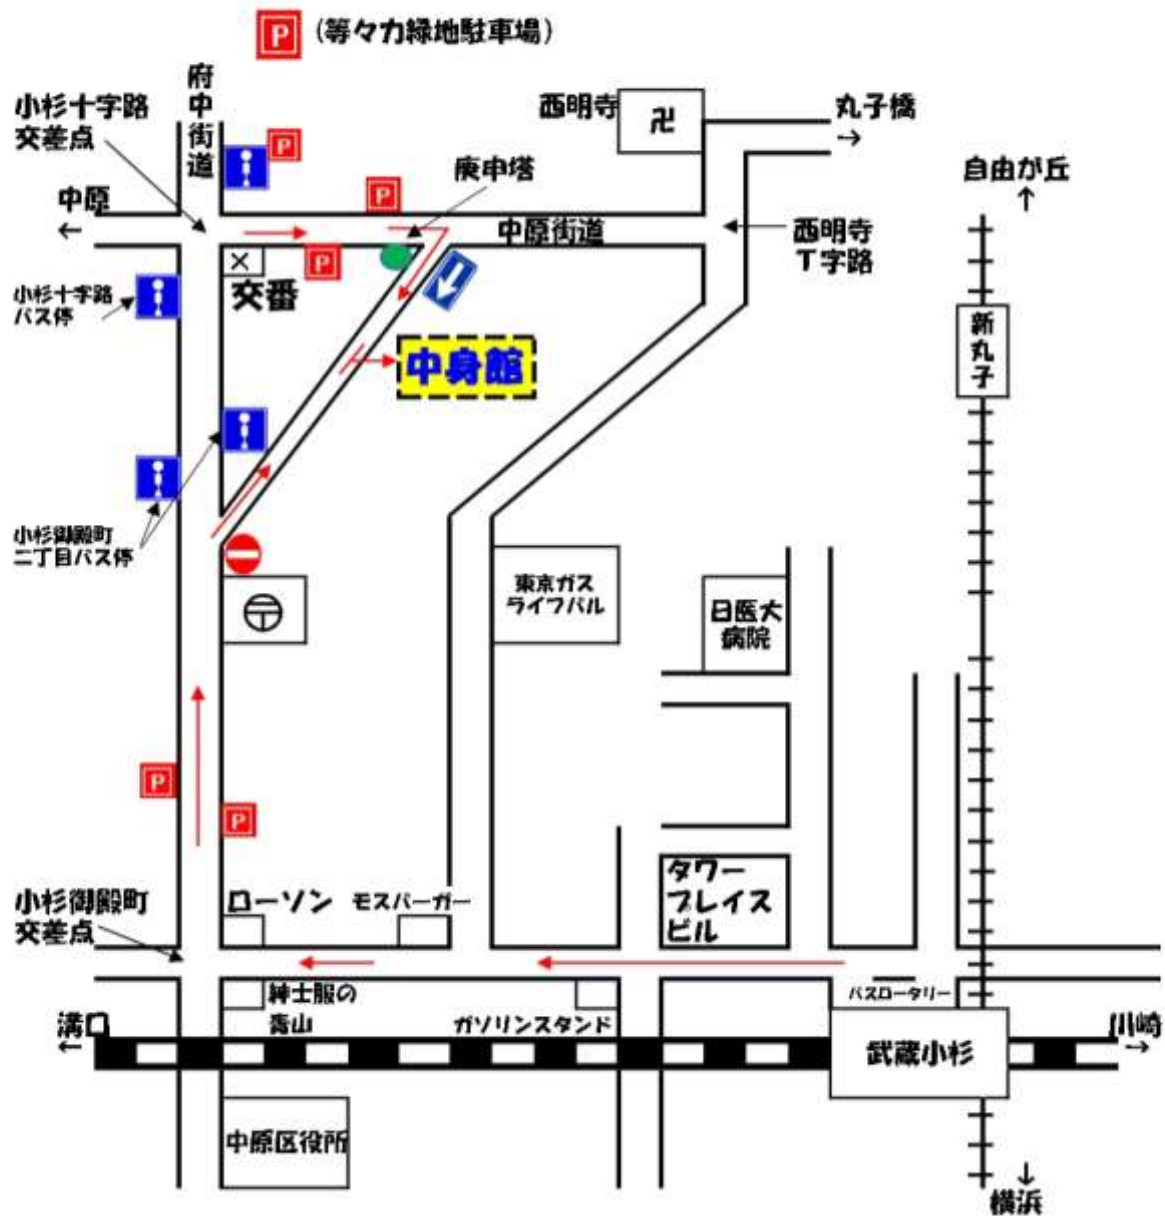 P (等々力緑地駐車場)
府中街道
小杉十字路
交差点
P
西明寺
卍
丸子橋
→
自由が丘
↑
中原
←
P
庚申塔
中原街道
西明寺
T字路
P
交番
小杉十字路
バス停
新丸子
中身館
小杉御殿町
二丁目バス停
〒
東京ガス
ライフバル
日医大
病院
P
P
小杉御殿町
交差点
ローソン
モスバーガー
タワー
プレイス
ビル
紳士服の
青山
ガソリンスタンド
バスロータリー
溝口
←
武蔵小杉
川崎
→
中原区役所
↓
横浜